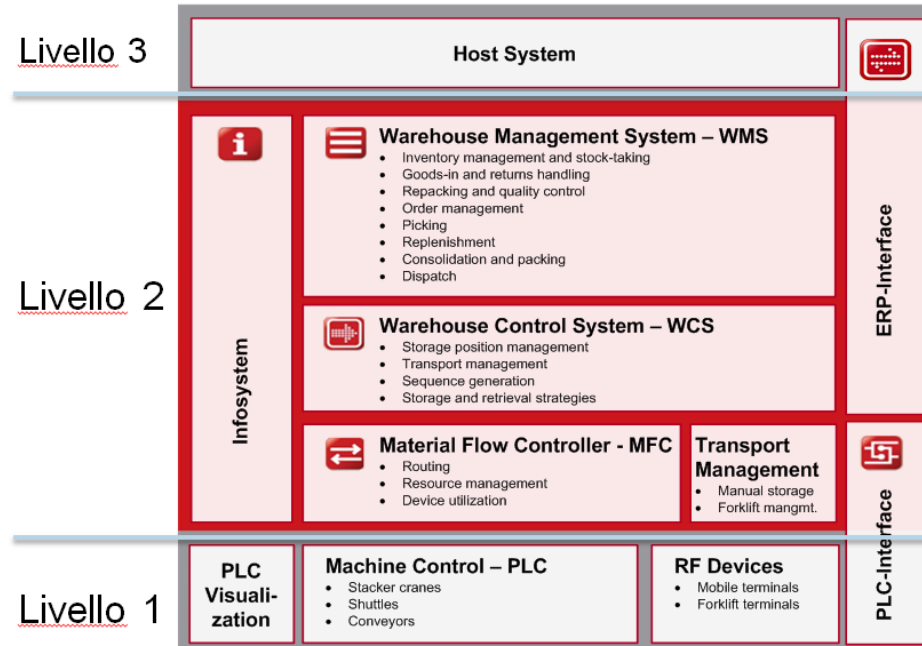 Livello 3
Host System
Livello 2
Infosystem
Warehouse Management System – WMS
• Inventory management and stock-taking
• Goods-in and returns handling
• Repacking and quality control
• Order management
• Picking
• Replenishment
• Consolidation and packing
• Dispatch
Warehouse Control System – WCS
• Storage position management
• Transport management
• Sequence generation
• Storage and retrieval strategies
Material Flow Controller - MFC
• Routing
• Resource management
• Device utilization
Transport
Management
• Manual storage
• Forklift mangmt.
ERP-Interface
Livello 1
PLC
Visuali-
zation
Machine Control – PLC
• Stacker cranes
• Shuttles
• Conveyors
RF Devices
• Mobile terminals
• Forklift terminals
PLC-Interface